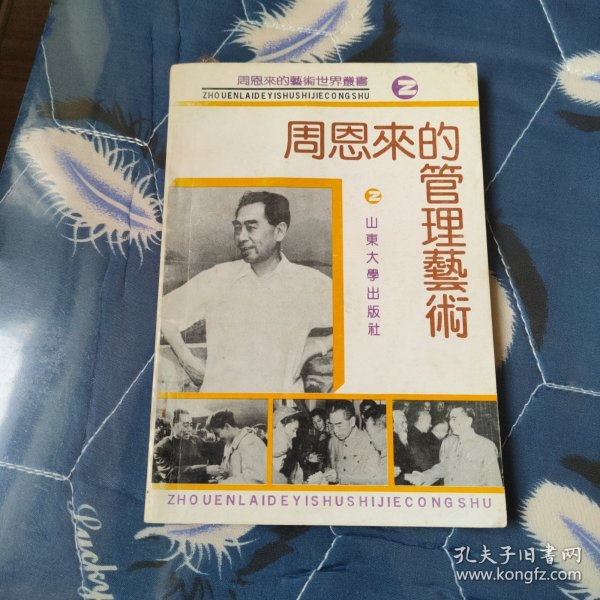 周恩來的藝術世界叢書
ZHOUENLAIDEYISHUSHIJIECONGSHU
Z
周恩來的
管理藝術
Z
山東大學出版社
ZHOUENLAIDEYISHUSHIJIECONGSHU
Lucky
孔夫子旧书网
www.kongfz.com